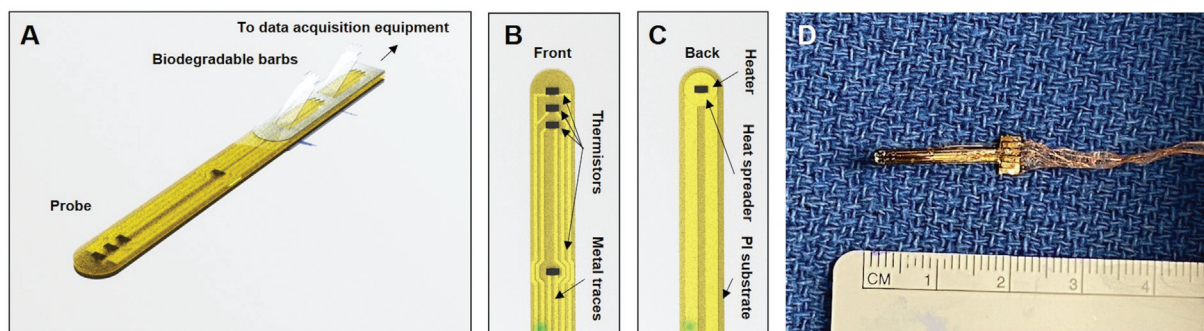 A
To data acquisition equipment
Biodegradable barbs
Probe
B
Front
Thermistors
Metal traces
C
Back
Heater
Heat spreader
PI substrate
D
CM 1 2 3 4